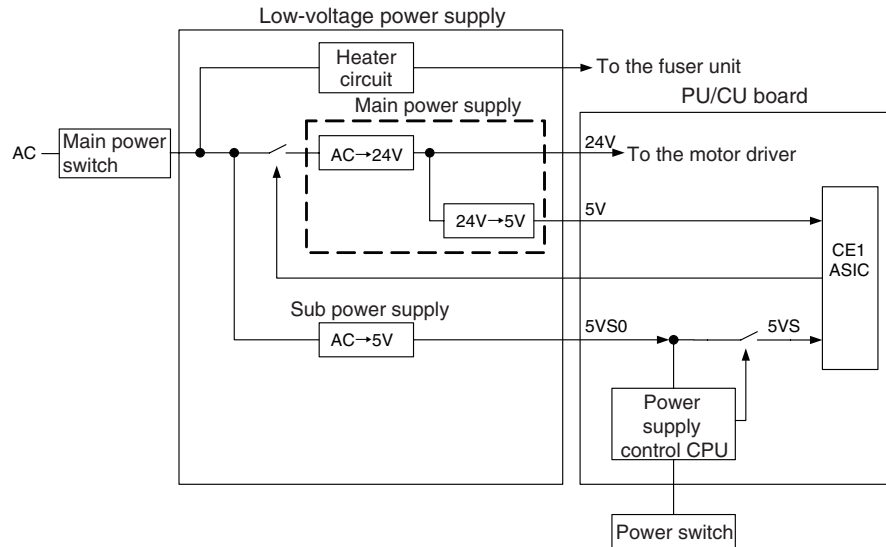 Low-voltage power supply
Heater
circuit
To the fuser unit
PU/CU board
Main power supply
AC
Main power
switch
AC→24V
24V
To the motor driver
24V→5V
5V
CE1
ASIC
Sub power supply
AC→5V
5VS0
5VS
Power
supply
control CPU
Power switch